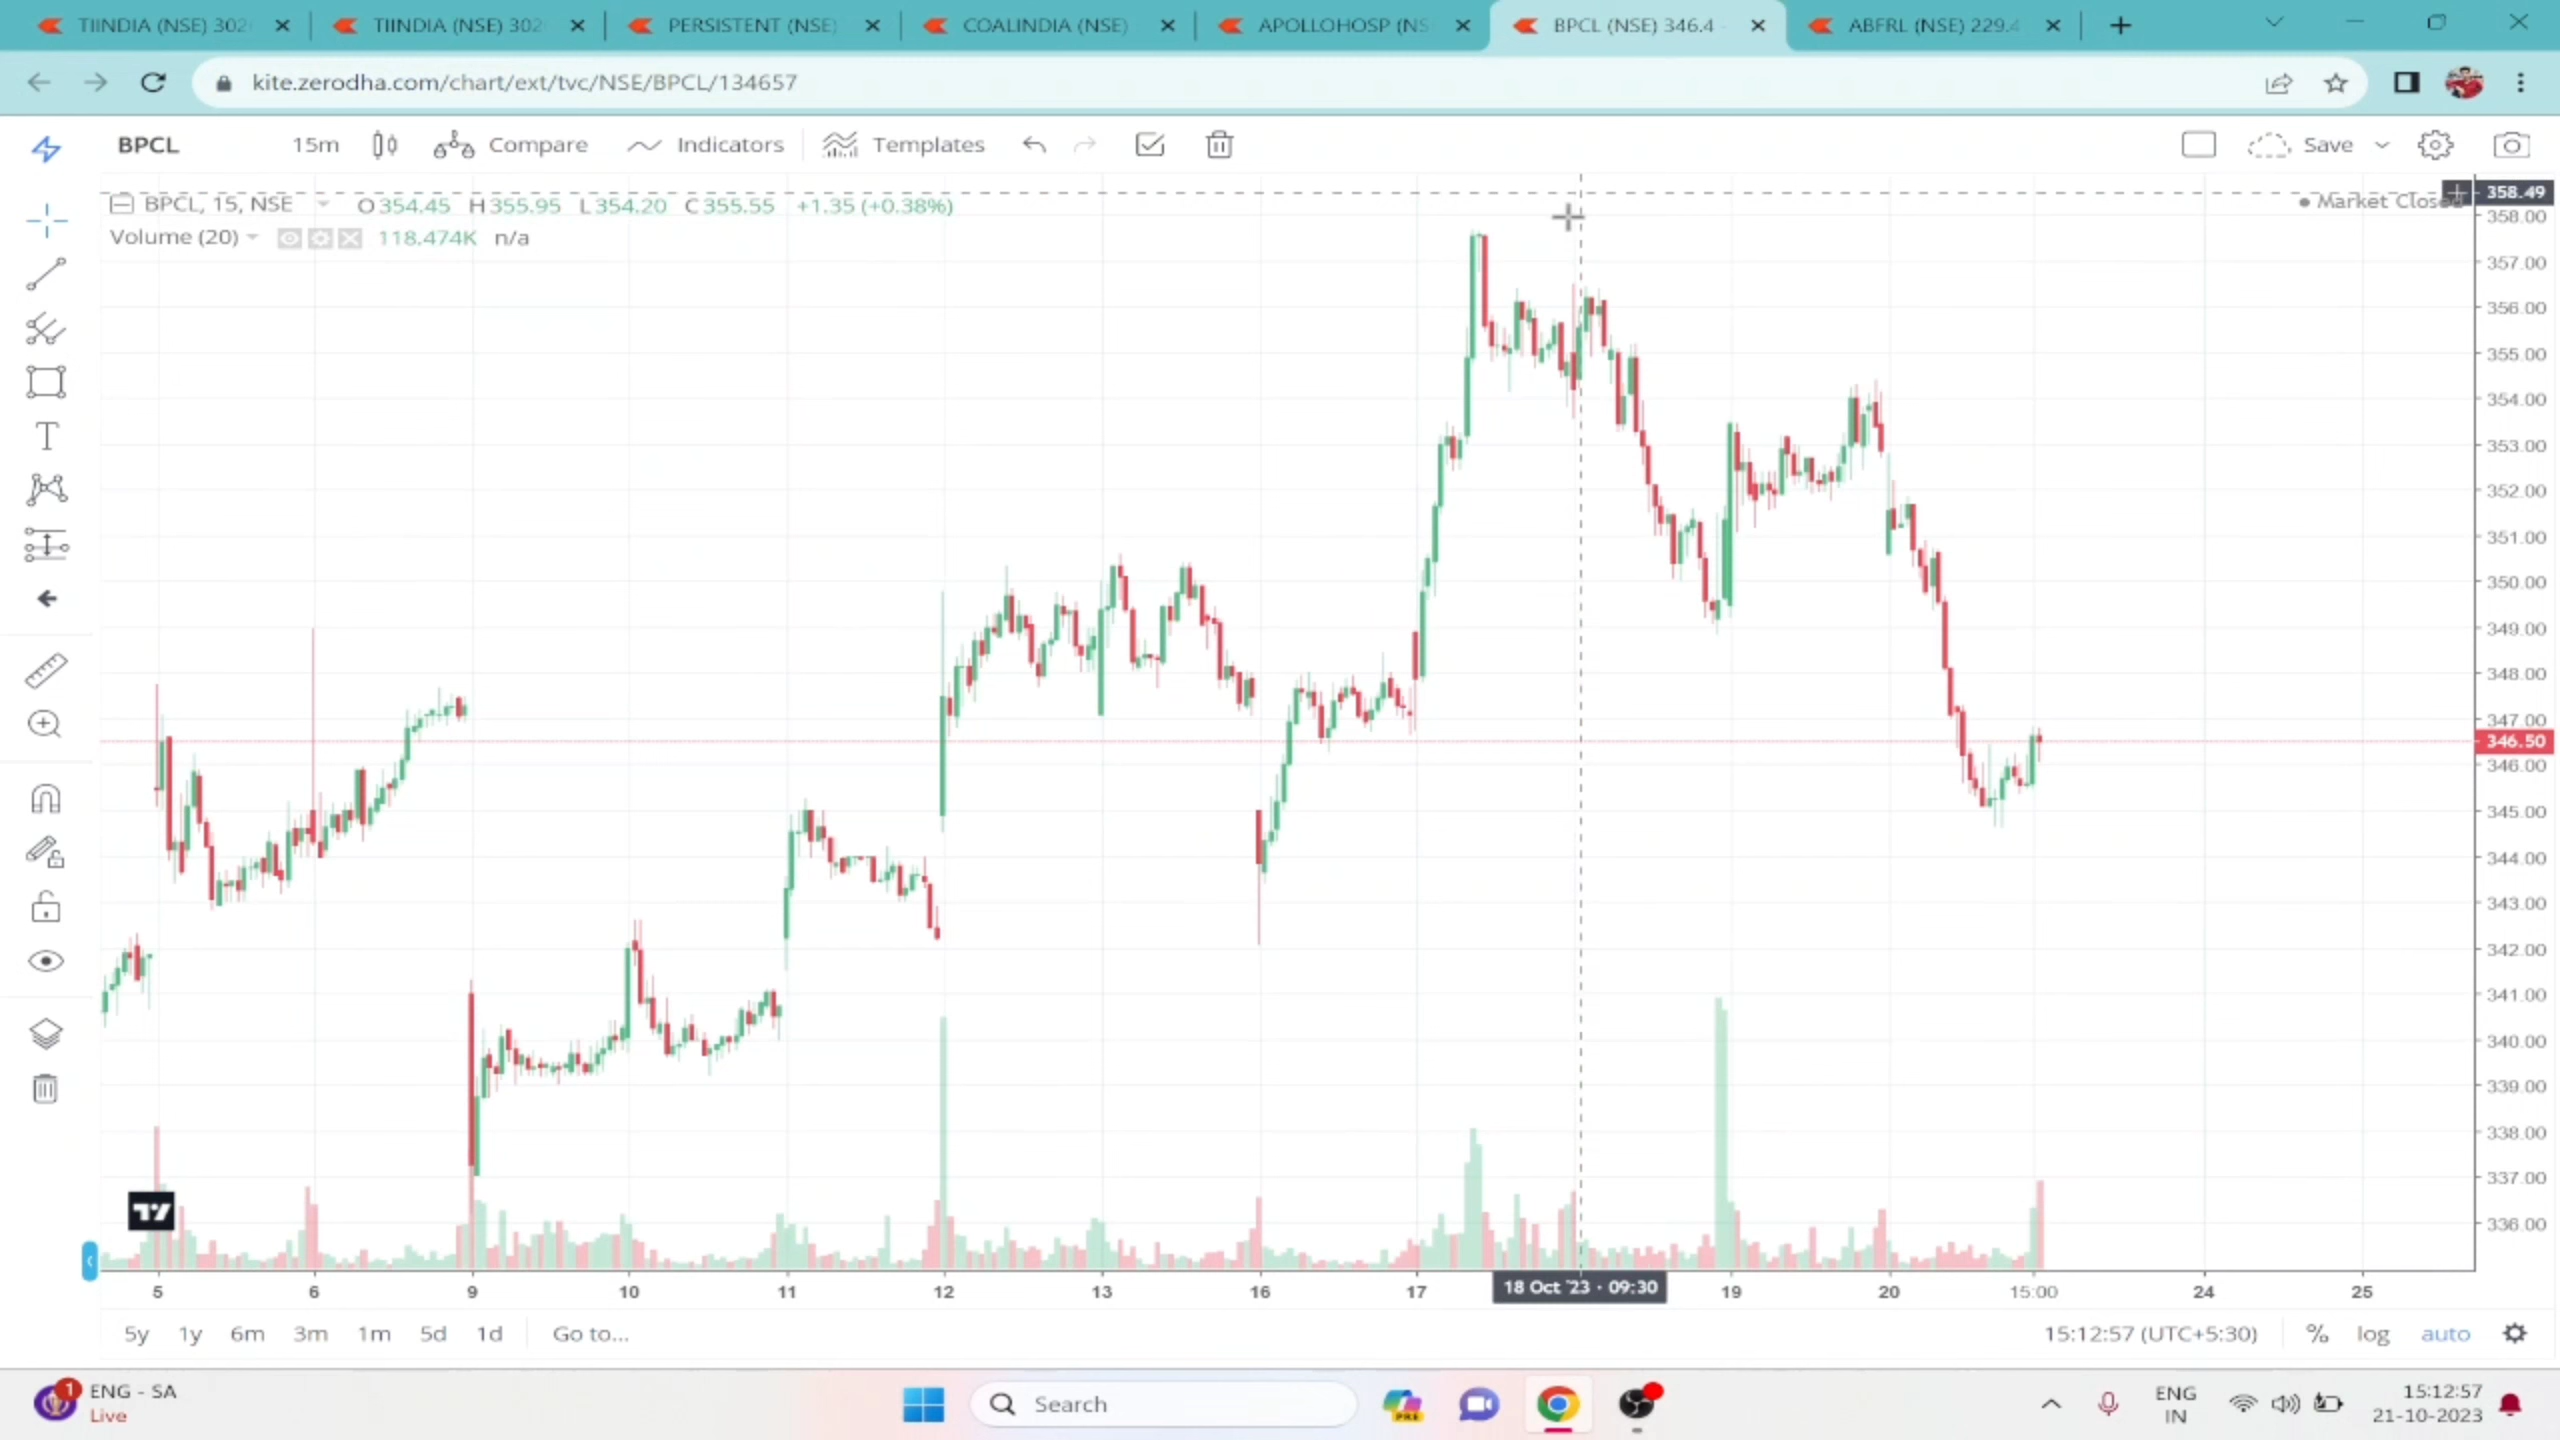 TIINDIA (NSE) 302
TIINDIA (NSE) 302
PERSISTENT (NSE)
COALINDIA (NSE)
APOLLOHOSP (NS
BPCL (NSE) 346.4 -
ABFRL (NSE) 229.4
kite.zerodha.com/chart/ext/tvc/NSE/BPCL/134657
BPCL 15m Compare Indicators Templates Save
BPCL, 15, NSE O354.45 H355.95 L354.20 C355.55 +1.35 (+0.38%)
Volume (20) 118.474K n/a
Market Closed
358.49
358.00
357.00
356.00
355.00
354.00
353.00
352.00
351.00
350.00
349.00
348.00
347.00
346.50
346.00
345.00
344.00
343.00
342.00
341.00
340.00
339.00
338.00
337.00
336.00
5 6 9 10 11 12 13 16 17 18 Oct '23 · 09:30 19 20 15:00 24 25
5y 1y 6m 3m 1m 5d 1d Go to... 15:12:57 (UTC+5:30) % log auto
1
ENG - SA
Live
Search
PRE
ENG
IN
15:12:57
21-10-2023